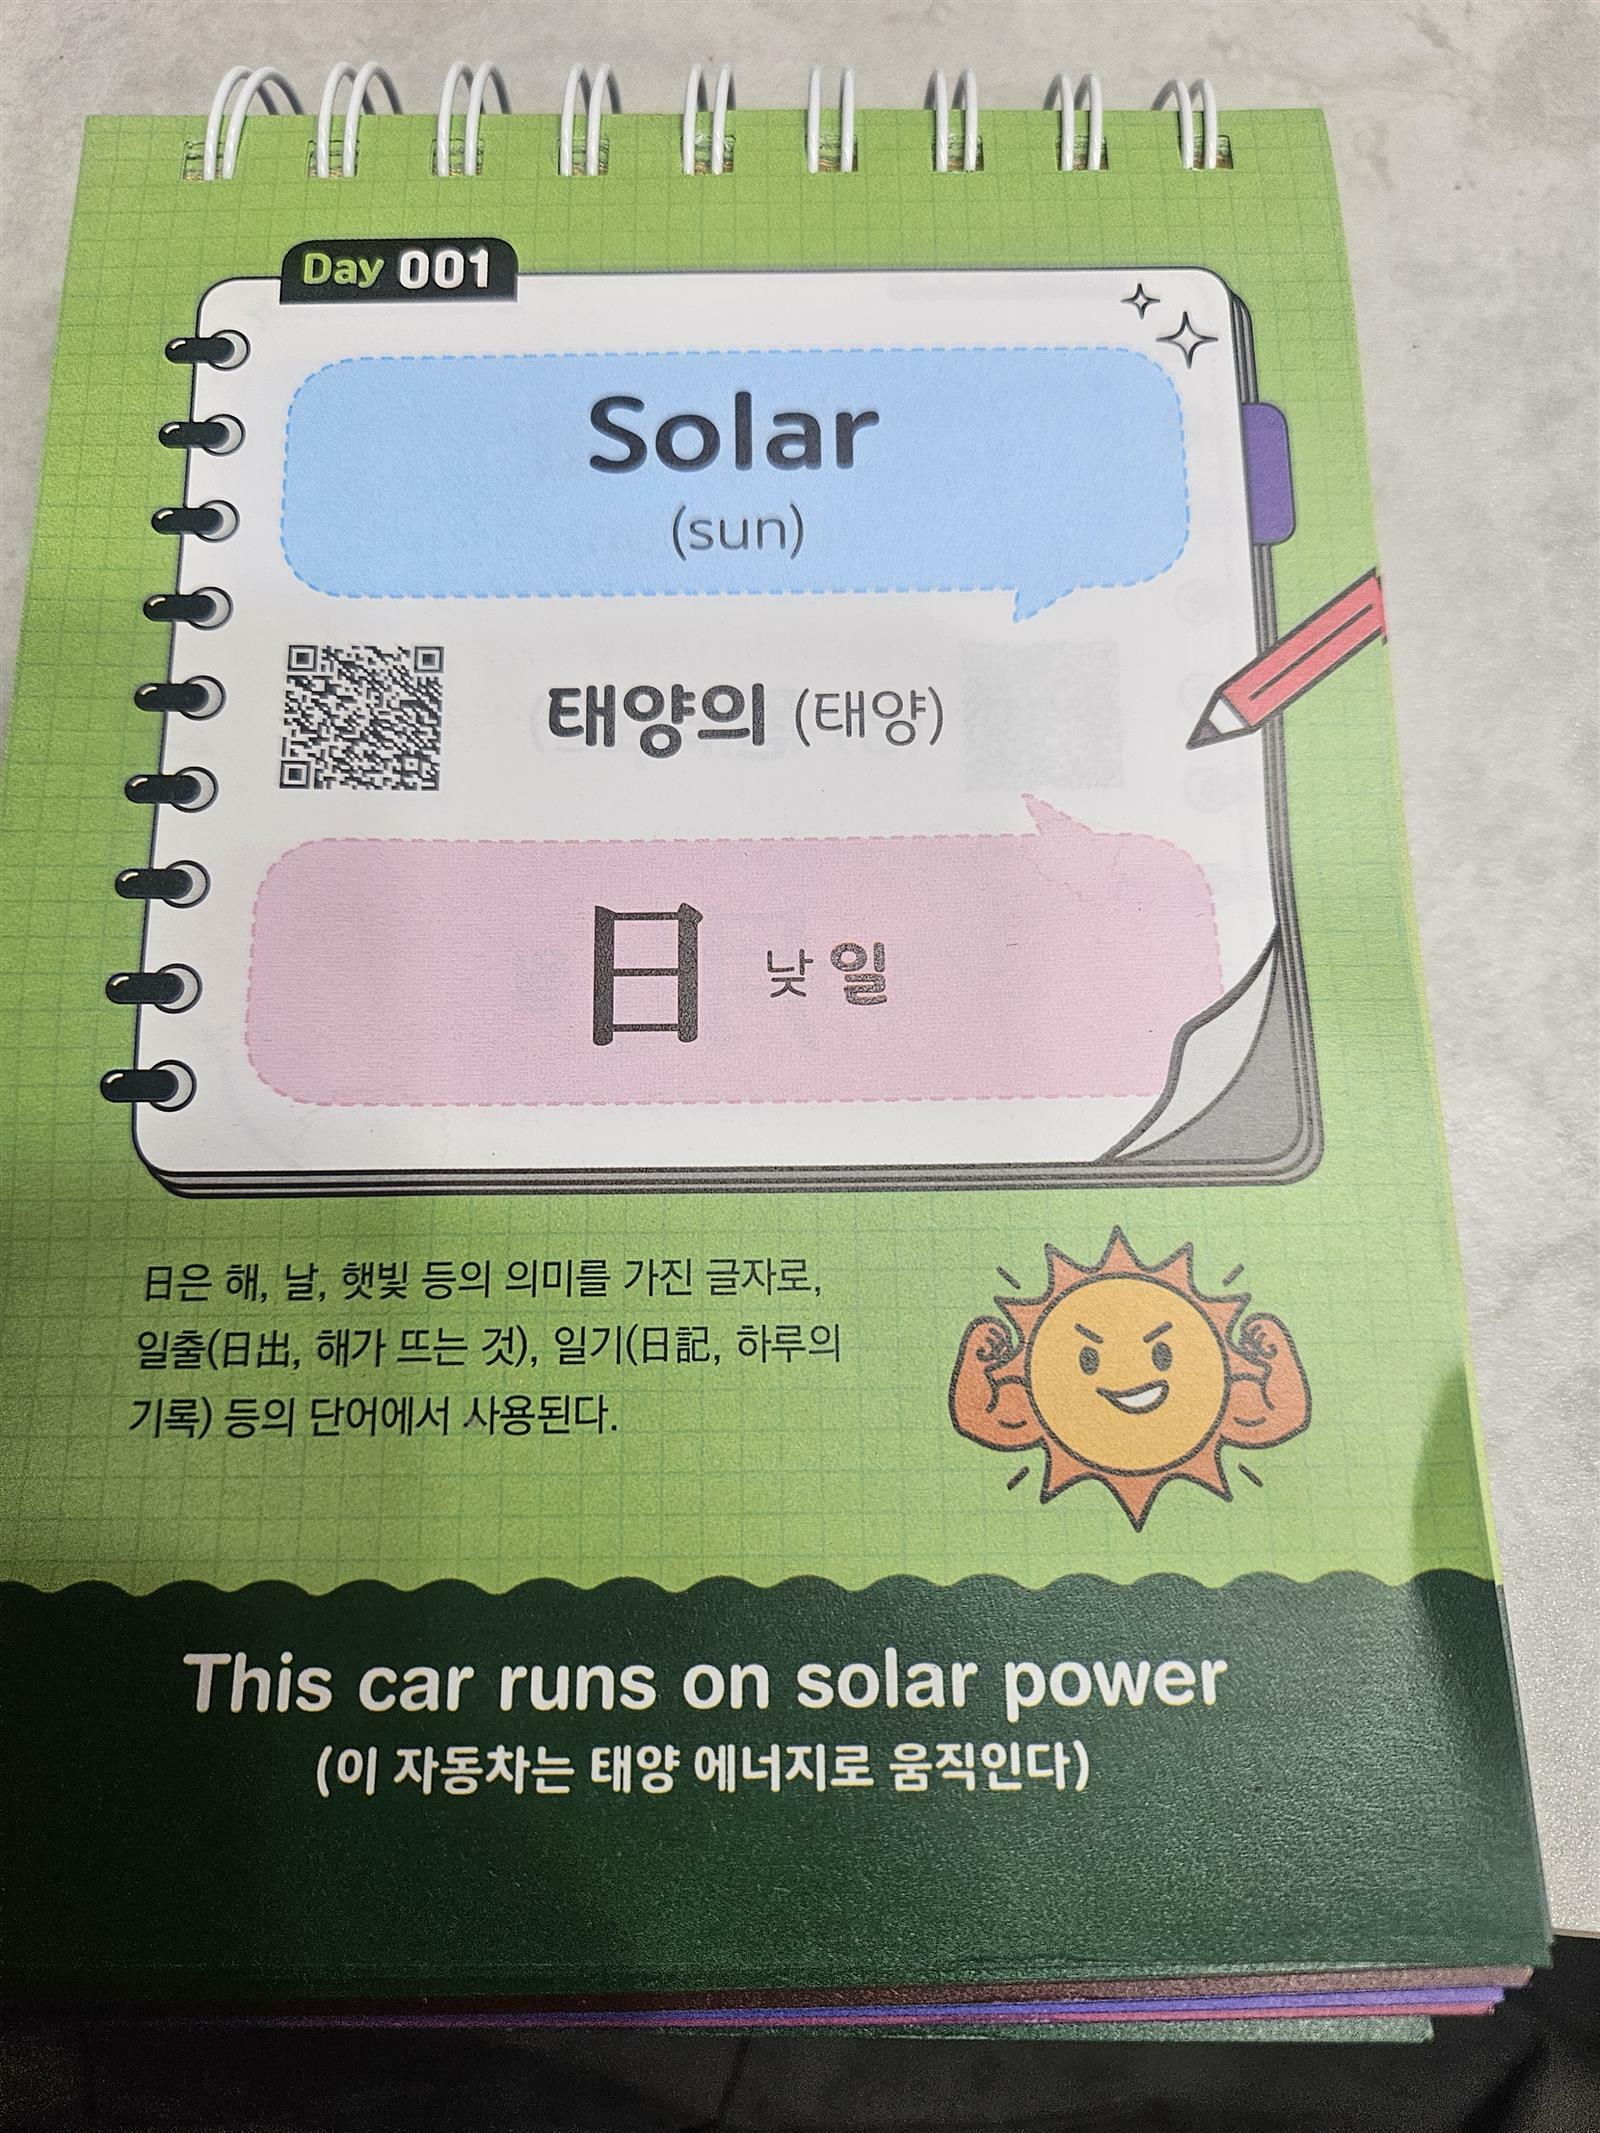 Day 001
Solar
(sun)
태양의 (태양)
日 낮 일
日은 해, 날, 햇빛 등의 의미를 가진 글자로,
일출(日出, 해가 뜨는 것), 일기(日記, 하루의
기록) 등의 단어에서 사용된다.
This car runs on solar power
(이 자동차는 태양 에너지로 움직인다)